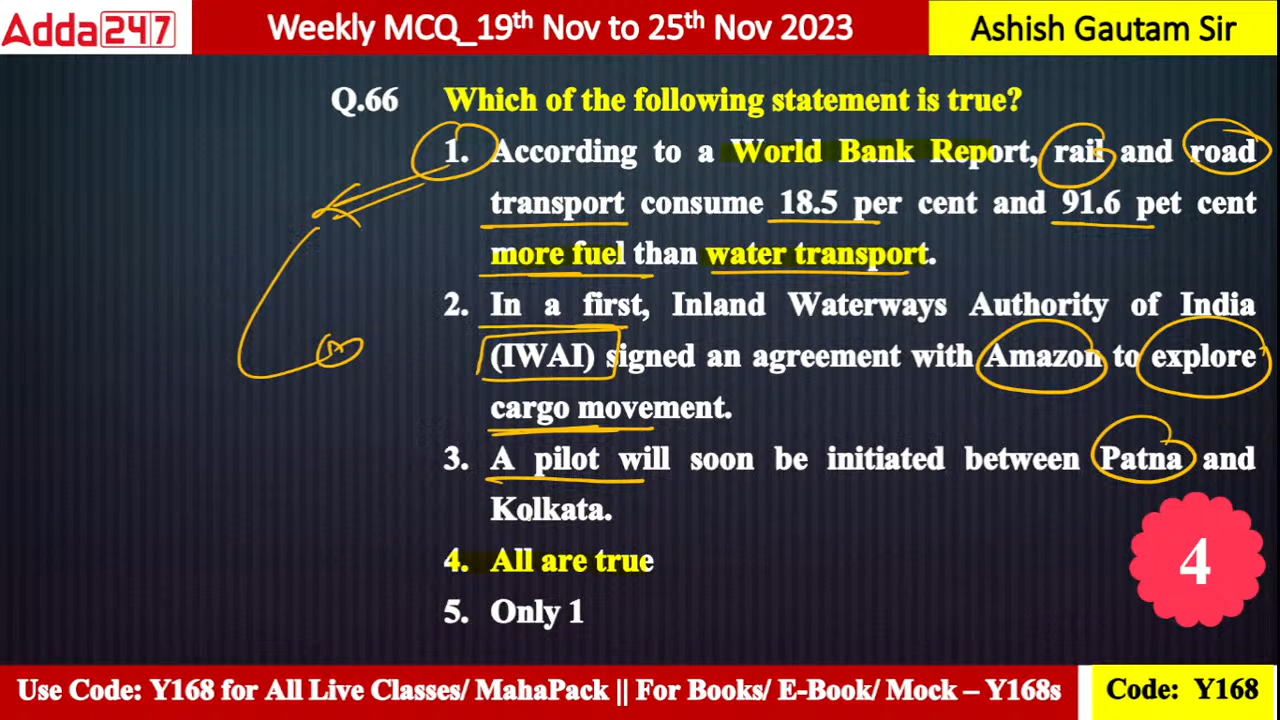 Adda247
Weekly MCQ_19th Nov to 25th Nov 2023
Ashish Gautam Sir
Q.66 Which of the following statement is true?
1. According to a World Bank Report, rail and road
transport consume 18.5 per cent and 91.6 pet cent
more fuel than water transport.
2. In a first, Inland Waterways Authority of India
(IWAI) signed an agreement with Amazon to explore
cargo movement.
3. A pilot will soon be initiated between Patna and
Kolkata.
4. All are true
5. Only 1
4
Use Code: Y168 for All Live Classes/ MahaPack || For Books/ E-Book/ Mock – Y168s
Code: Y168